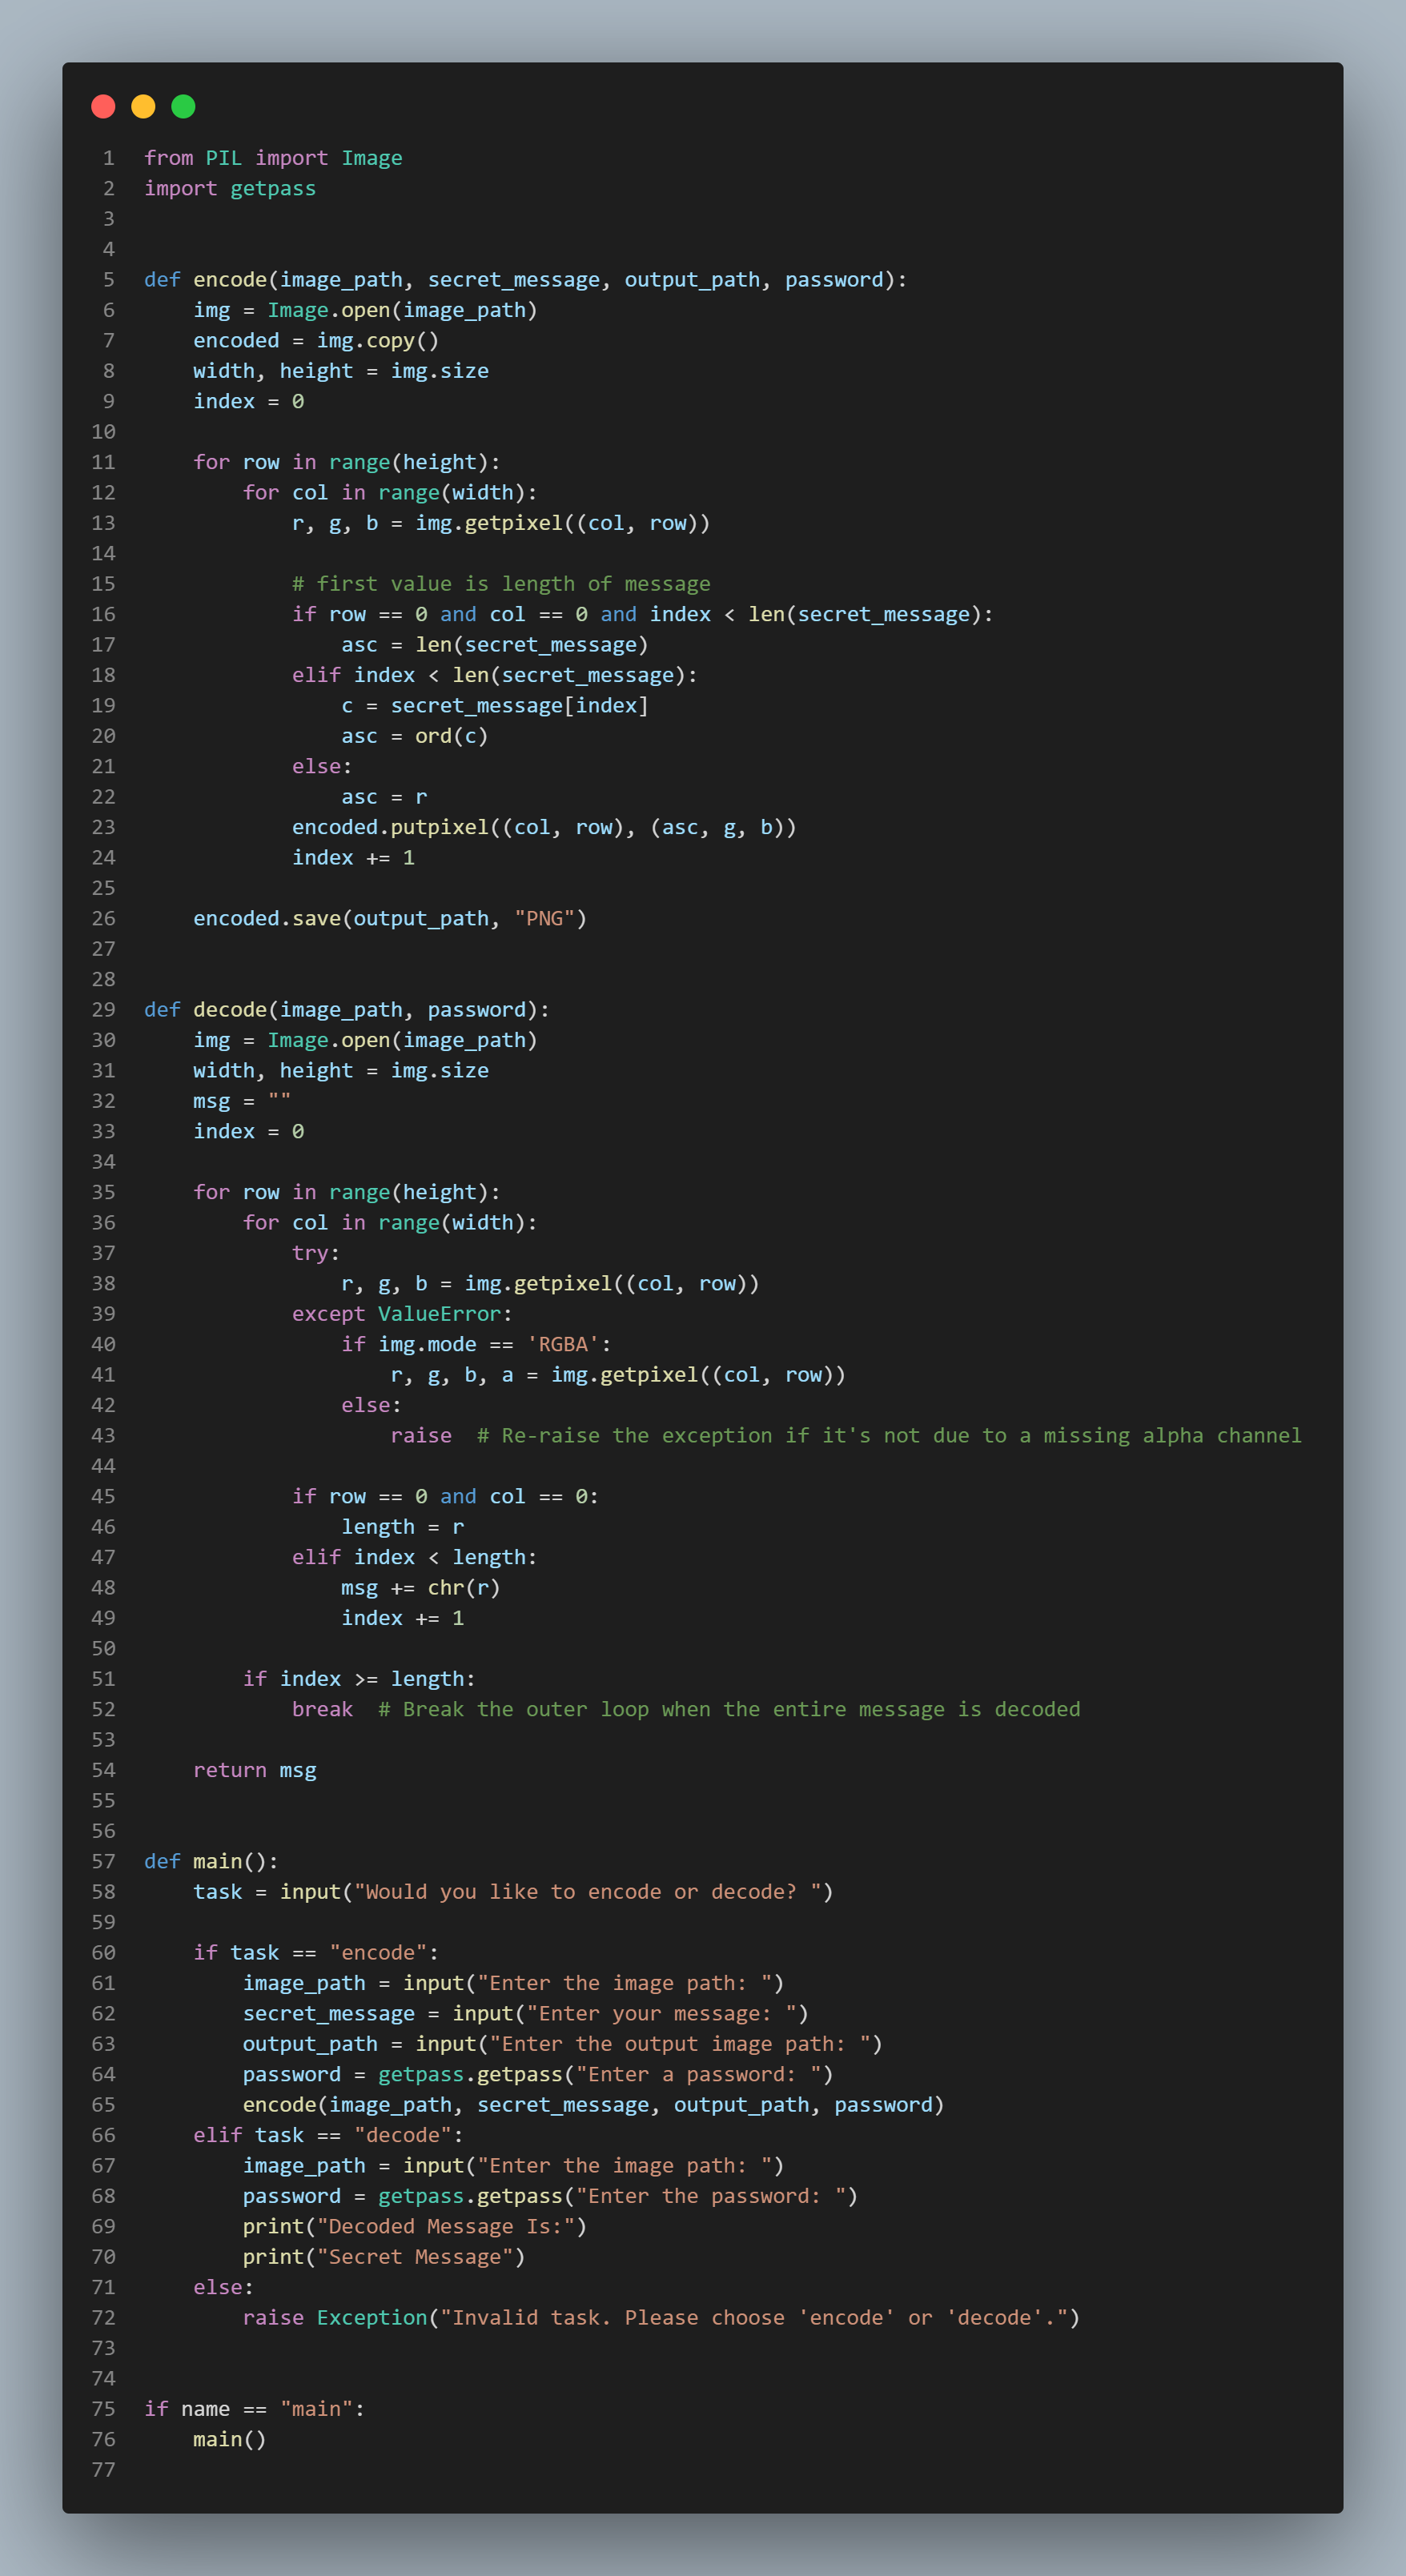 1 from PIL import Image
2 import getpass
3
4
5 def encode(image_path, secret_message, output_path, password):
6     img = Image.open(image_path)
7     encoded = img.copy()
8     width, height = img.size
9     index = 0
10
11     for row in range(height):
12         for col in range(width):
13             r, g, b = img.getpixel((col, row))
14
15             # first value is length of message
16             if row == 0 and col == 0 and index < len(secret_message):
17                 asc = len(secret_message)
18             elif index < len(secret_message):
19                 c = secret_message[index]
20                 asc = ord(c)
21             else:
22                 asc = r
23             encoded.putpixel((col, row), (asc, g, b))
24             index += 1
25
26     encoded.save(output_path, "PNG")
27
28
29 def decode(image_path, password):
30     img = Image.open(image_path)
31     width, height = img.size
32     msg = ""
33     index = 0
34
35     for row in range(height):
36         for col in range(width):
37             try:
38                 r, g, b = img.getpixel((col, row))
39             except ValueError:
40                 if img.mode == 'RGBA':
41                     r, g, b, a = img.getpixel((col, row))
42                 else:
43                     raise  # Re-raise the exception if it's not due to a missing alpha channel
44
45             if row == 0 and col == 0:
46                 length = r
47             elif index < length:
48                 msg += chr(r)
49                 index += 1
50
51         if index >= length:
52             break  # Break the outer loop when the entire message is decoded
53
54     return msg
55
56
57 def main():
58     task = input("Would you like to encode or decode? ")
59
60     if task == "encode":
61         image_path = input("Enter the image path: ")
62         secret_message = input("Enter your message: ")
63         output_path = input("Enter the output image path: ")
64         password = getpass.getpass("Enter a password: ")
65         encode(image_path, secret_message, output_path, password)
66     elif task == "decode":
67         image_path = input("Enter the image path: ")
68         password = getpass.getpass("Enter the password: ")
69         print("Decoded Message Is:")
70         print("Secret Message")
71     else:
72         raise Exception("Invalid task. Please choose 'encode' or 'decode'.")
73
74
75 if name == "main":
76     main()
77